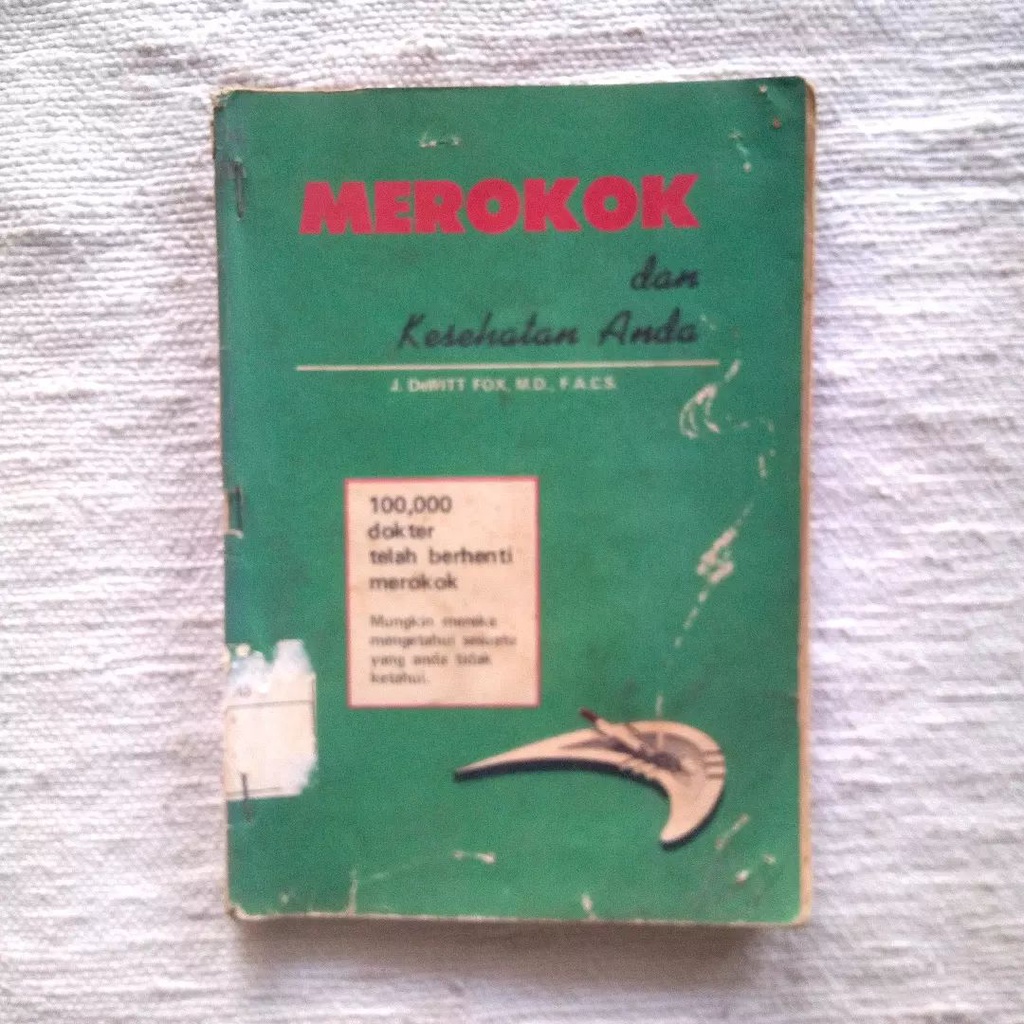 MEROKOK
dan
Kesehatan Anda
J. DeWITT FOX, M.D., F.A.C.S.
100,000
dokter
telah berhenti
merokok
Mungkin mereka
mengetahui sesuatu
yang anda tidak
ketahui.